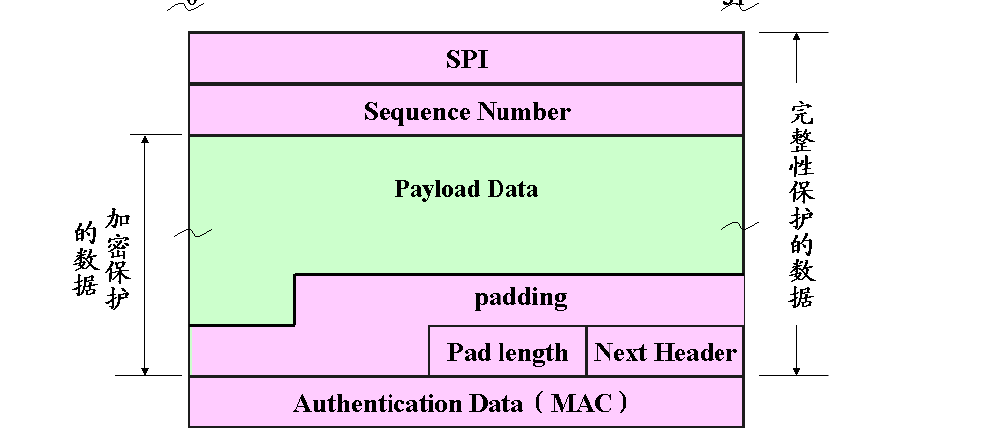 SPI
Sequence Number
Payload Data
padding
Pad length
Next Header
Authentication Data（MAC）
加密保护
的数据
完整性保护的数据